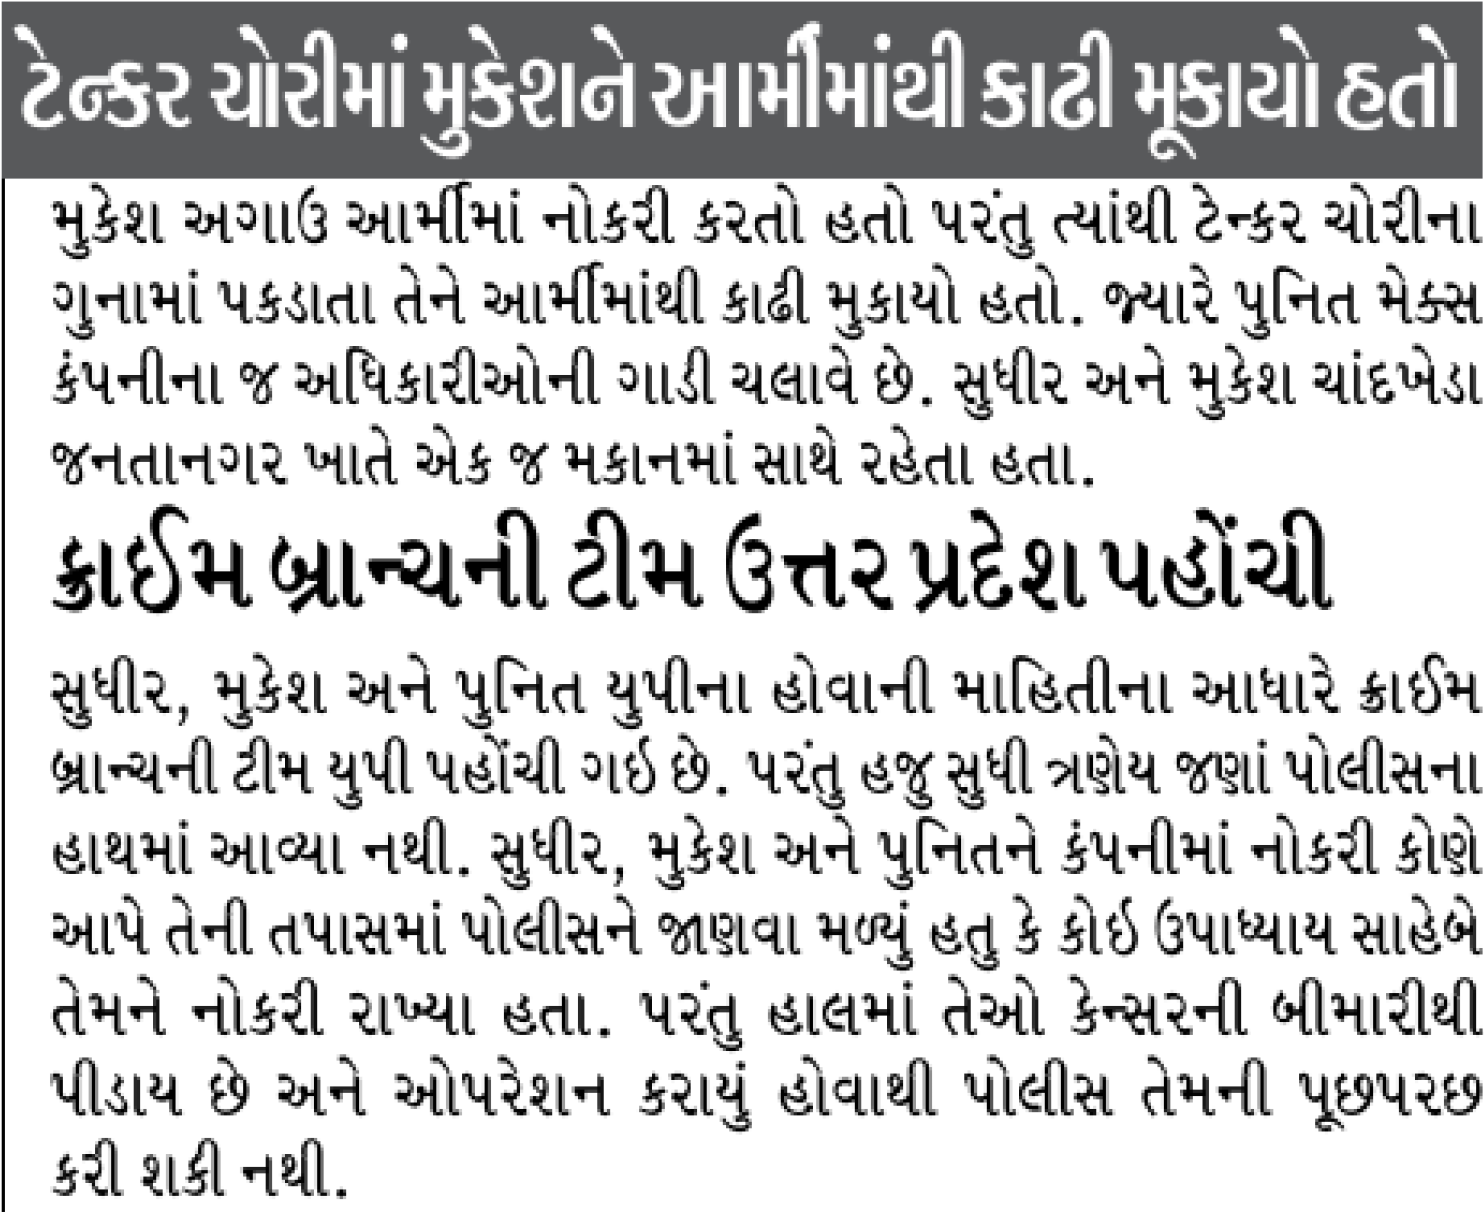 ટેન્કર ચોરીમાં મુકેશને આર્મીમાંથી કાઢી મૂકાયો હતો
મુકેશ અગાઉ આર્મીમાં નોકરી કરતો હતો પરંતુ ત્યાંથી ટેન્કર ચોરીના
ગુનામાં પકડાતા તેને આર્મીમાંથી કાઢી મુકાયો હતો. જ્યારે પુનિત મેક્સ
કંપનીના જ અધિકારીઓની ગાડી ચલાવે છે. સુધીર અને મુકેશ ચાંદખેડા
જનતાનગર ખાતે એક જ મકાનમાં સાથે રહેતા હતા.
ક્રાઈમ બ્રાન્ચની ટીમ ઉત્તર પ્રદેશ પહોંચી
સુધીર, મુકેશ અને પુનિત યુપીના હોવાની માહિતીના આધારે ક્રાઈમ
બ્રાન્ચની ટીમ યુપી પહોંચી ગઇ છે. પરંતુ હજુ સુધી ત્રણેય જણાં પોલીસના
હાથમાં આવ્યા નથી. સુધીર, મુકેશ અને પુનિતને કંપનીમાં નોકરી કોણે
આપે તેની તપાસમાં પોલીસને જાણવા મળ્યું હતુ કે કોઇ ઉપાધ્યાય સાહેબે
તેમને નોકરી રાખ્યા હતા. પરંતુ હાલમાં તેઓ કેન્સરની બીમારીથી
પીડાય છે અને ઓપરેશન કરાયું હોવાથી પોલીસ તેમની પૂછપરછ
કરી શકી નથી.